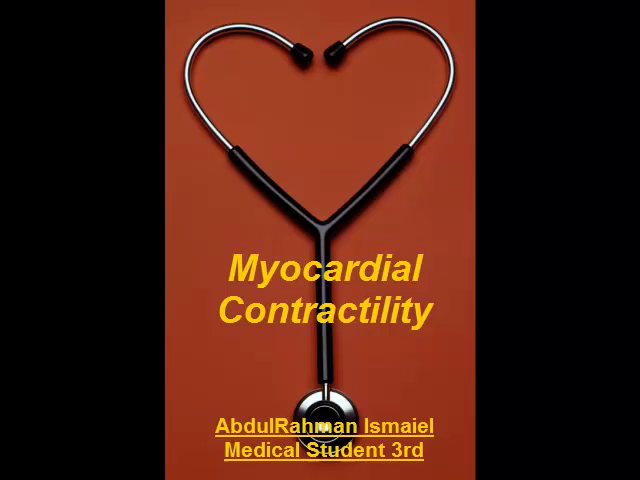 Myocardial
Contractility
AbdulRahman Ismaiel
Medical Student 3rd